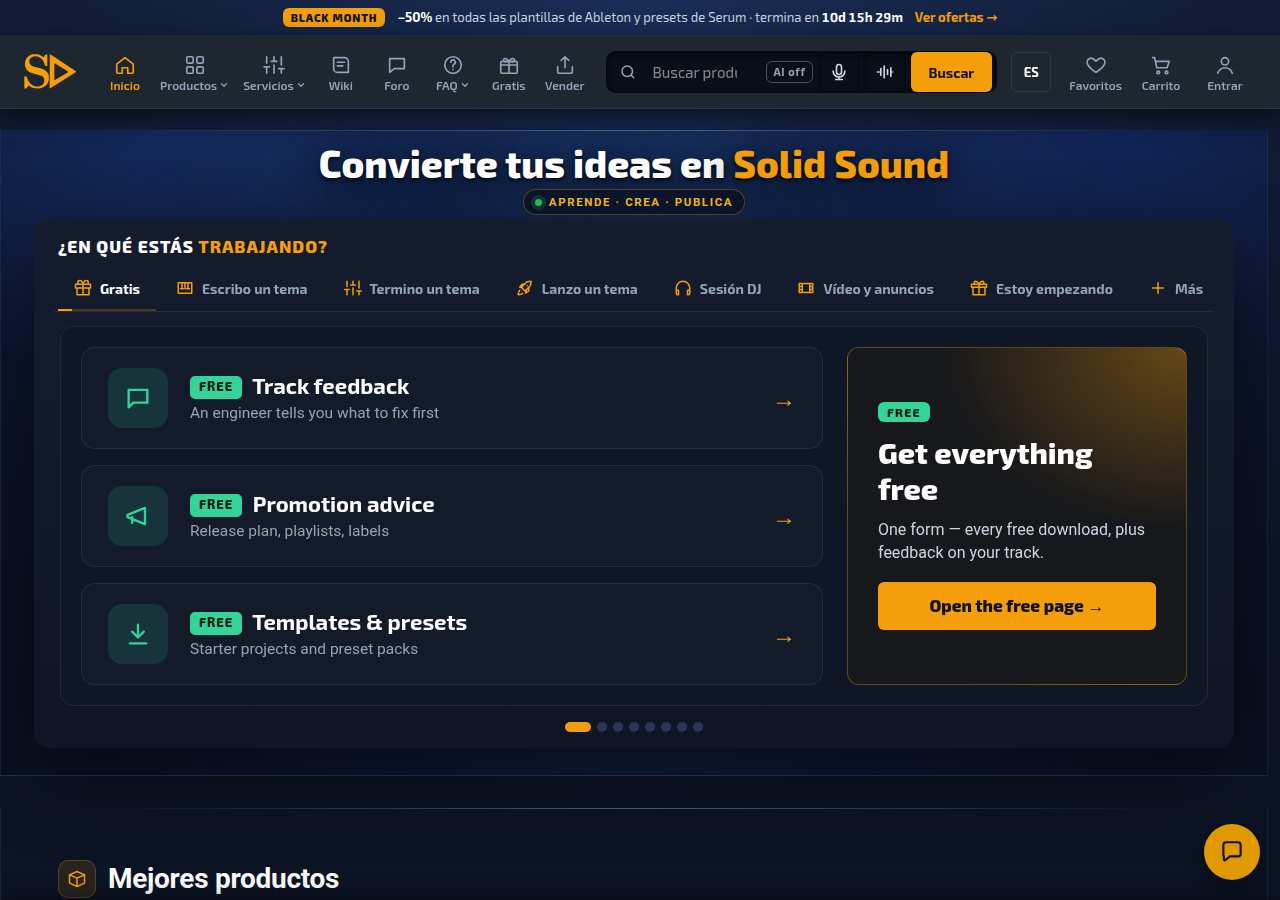 BLACK MONTH −50% en todas las plantillas de Ableton y presets de Serum · termina en 10d 15h 29m Ver ofertas →
Inicio
Productos
Servicios
Wiki
Foro
FAQ
Gratis
Vender
AI off
Buscar
ES
Favoritos
Carrito
Entrar
Convierte tus ideas en Solid Sound
APRENDE · CREA · PUBLICA
¿EN QUÉ ESTÁS TRABAJANDO?
Gratis
Escribo un tema
Termino un tema
Lanzo un tema
Sesión DJ
Vídeo y anuncios
Estoy empezando
Más
FREE Track feedback
An engineer tells you what to fix first
→
FREE Promotion advice
Release plan, playlists, labels
→
FREE Templates & presets
Starter projects and preset packs
→
FREE
Get everything
free
One form — every free download, plus
feedback on your track.
Open the free page →
Mejores productos